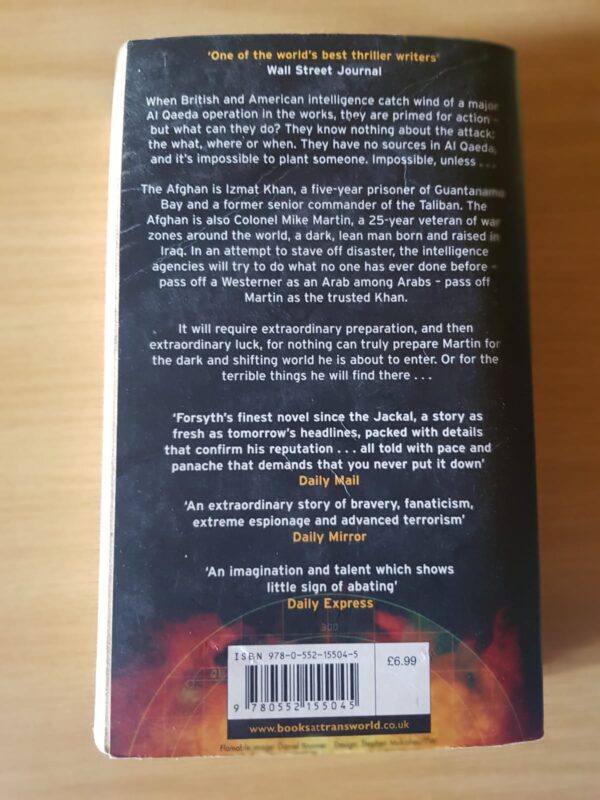 'One of the world's best thriller writers'
Wall Street Journal
When British and American intelligence catch wind of a major
Al Qaeda operation in the works, they are primed for action –
but what can they do? They know nothing about the attack;
the what, where or when. They have no sources in Al Qaeda,
and it's impossible to plant someone. Impossible, unless . . .
The Afghan is Izmat Khan, a five-year prisoner of Guantanamo
Bay and a former senior commander of the Taliban. The
Afghan is also Colonel Mike Martin, a 25-year veteran of war
zones around the world, a dark, lean man born and raised in
Iraq. In an attempt to stave off disaster, the intelligence
agencies will try to do what no one has ever done before –
pass off a Westerner as an Arab among Arabs – pass off
Martin as the trusted Khan.
It will require extraordinary preparation, and then
extraordinary luck, for nothing can truly prepare Martin for
the dark and shifting world he is about to enter. Or for the
terrible things he will find there . . .
'Forsyth's finest novel since the Jackal, a story as
fresh as tomorrow's headlines, packed with details
that confirm his reputation . . . all told with pace and
panache that demands that you never put it down'
Daily Mail
'An extraordinary story of bravery, fanaticism,
extreme espionage and advanced terrorism'
Daily Mirror
'An imagination and talent which shows
little sign of abating'
Daily Express
300
ISBN 978-0-552-15504-5
£6.99
9 780552 155045
www.booksattransworld.co.uk
image: Daniel Design: Stephen